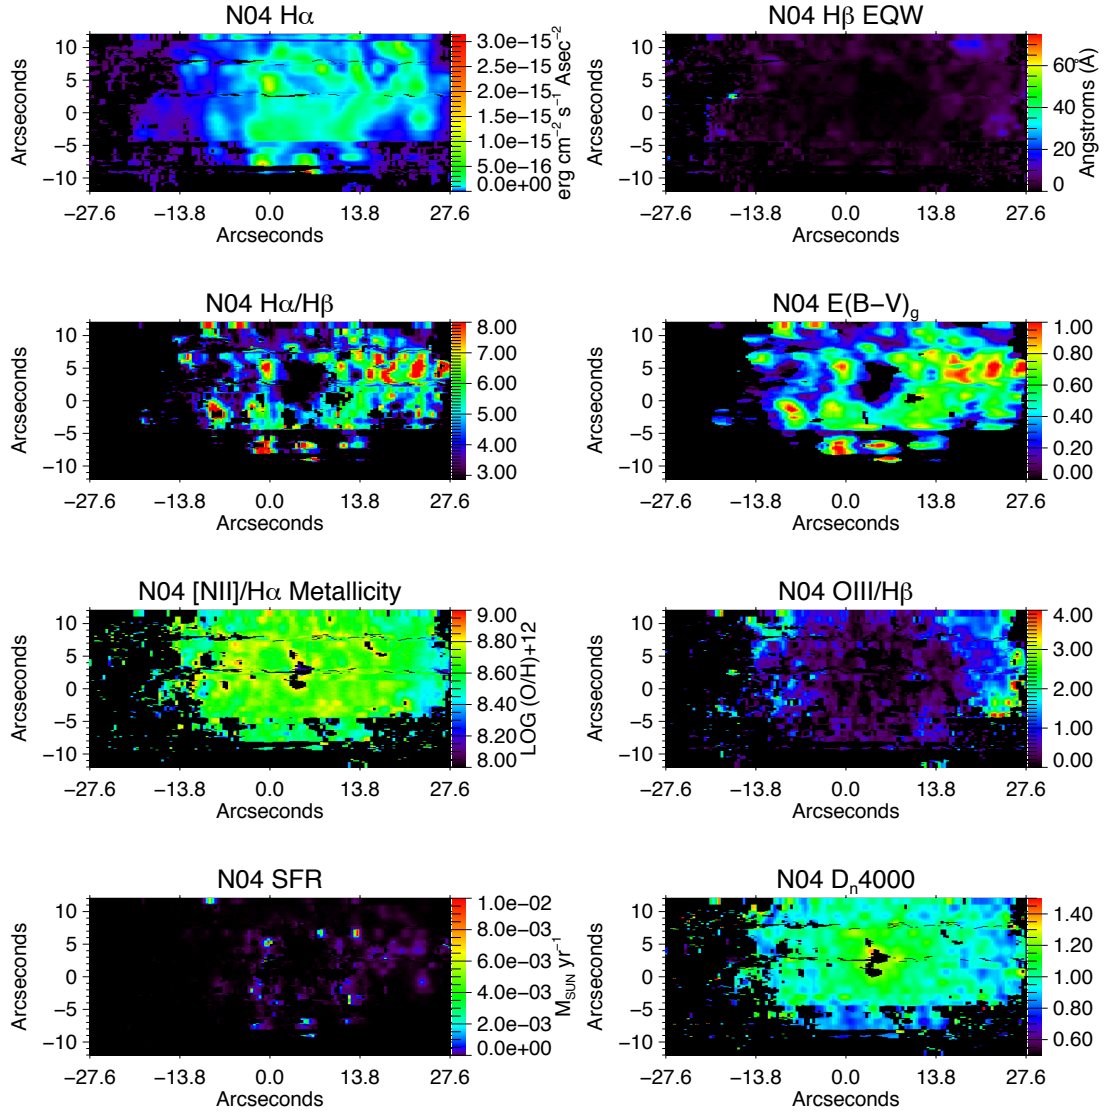 N04 Hα
10
5
0
−5
−10
Arcseconds
−27.6 −13.8 0.0 13.8 27.6
Arcseconds
3.0e−15
2.5e−15
2.0e−15
1.5e−15
1.0e−15
5.0e−16
0.0e+00
erg cm⁻² s⁻¹ Asec⁻²
N04 Hβ EQW
10
5
0
−5
−10
Arcseconds
−27.6 −13.8 0.0 13.8 27.6
Arcseconds
60
40
20
0
Angstroms (Å)
N04 Hα/Hβ
10
5
0
−5
−10
Arcseconds
−27.6 −13.8 0.0 13.8 27.6
Arcseconds
8.00
7.00
6.00
5.00
4.00
3.00
N04 E(B−V)g
10
5
0
−5
−10
Arcseconds
−27.6 −13.8 0.0 13.8 27.6
Arcseconds
1.00
0.80
0.60
0.40
0.20
0.00
N04 [NII]/Hα Metallicity
10
5
0
−5
−10
Arcseconds
−27.6 −13.8 0.0 13.8 27.6
Arcseconds
9.00
8.80
8.60
8.40
8.20
8.00
LOG (O/H)+12
N04 OIII/Hβ
10
5
0
−5
−10
Arcseconds
−27.6 −13.8 0.0 13.8 27.6
Arcseconds
4.00
3.00
2.00
1.00
0.00
N04 SFR
10
5
0
−5
−10
Arcseconds
−27.6 −13.8 0.0 13.8 27.6
Arcseconds
1.0e−02
8.0e−03
6.0e−03
4.0e−03
2.0e−03
0.0e+00
M_SUN yr⁻¹
N04 Dn4000
10
5
0
−5
−10
Arcseconds
−27.6 −13.8 0.0 13.8 27.6
Arcseconds
1.40
1.20
1.00
0.80
0.60